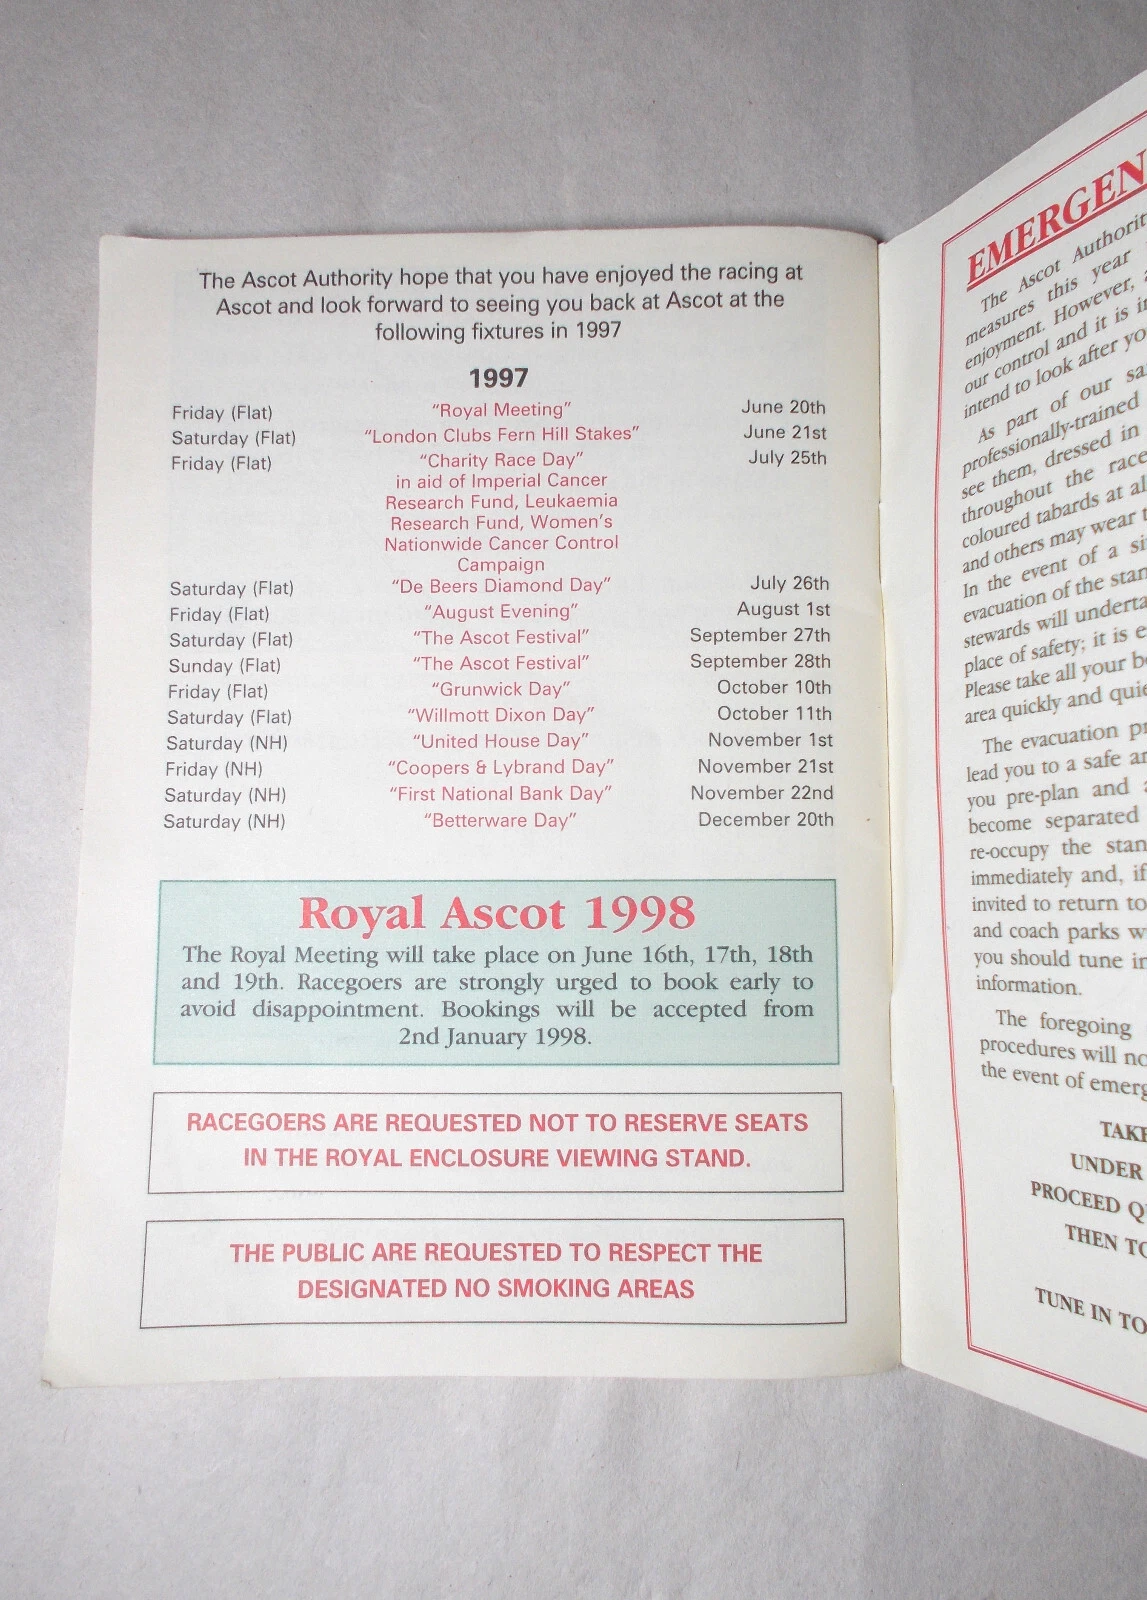 The Ascot Authority hope that you have enjoyed the racing at
Ascot and look forward to seeing you back at Ascot at the
following fixtures in 1997
1997
Friday (Flat) "Royal Meeting" June 20th
Saturday (Flat) "London Clubs Fern Hill Stakes" June 21st
Friday (Flat) "Charity Race Day" July 25th
in aid of Imperial Cancer
Research Fund, Leukaemia
Research Fund, Women's
Nationwide Cancer Control
Campaign
Saturday (Flat) "De Beers Diamond Day" July 26th
Friday (Flat) "August Evening" August 1st
Saturday (Flat) "The Ascot Festival" September 27th
Sunday (Flat) "The Ascot Festival" September 28th
Friday (Flat) "Grunwick Day" October 10th
Saturday (Flat) "Willmott Dixon Day" October 11th
Saturday (NH) "United House Day" November 1st
Friday (NH) "Coopers & Lybrand Day" November 21st
Saturday (NH) "First National Bank Day" November 22nd
Saturday (NH) "Betterware Day" December 20th
Royal Ascot 1998
The Royal Meeting will take place on June 16th, 17th, 18th
and 19th. Racegoers are strongly urged to book early to
avoid disappointment. Bookings will be accepted from
2nd January 1998.
RACEGOERS ARE REQUESTED NOT TO RESERVE SEATS
IN THE ROYAL ENCLOSURE VIEWING STAND.
THE PUBLIC ARE REQUESTED TO RESPECT THE
DESIGNATED NO SMOKING AREAS
EMERGEN
The Ascot Authorit
measures this year
enjoyment. However,
our control and it is
intend to look after
As part of our
professionally-trained
see them, dressed in
throughout the race
coloured tabards at
and others may wear
In the event of a
evacuation of the stan
stewards will underta
place of safety; it is
Please take all your
area quickly and quie
The evacuation
lead you to a safe
you pre-plan and
become separated
re-occupy the stan
immediately and, if
invited to return to
and coach parks
you should tune
information.
The foregoing
procedures will
the event of emerg
TAKE
UNDER
PROCEED
THEN
TUNE IN TO